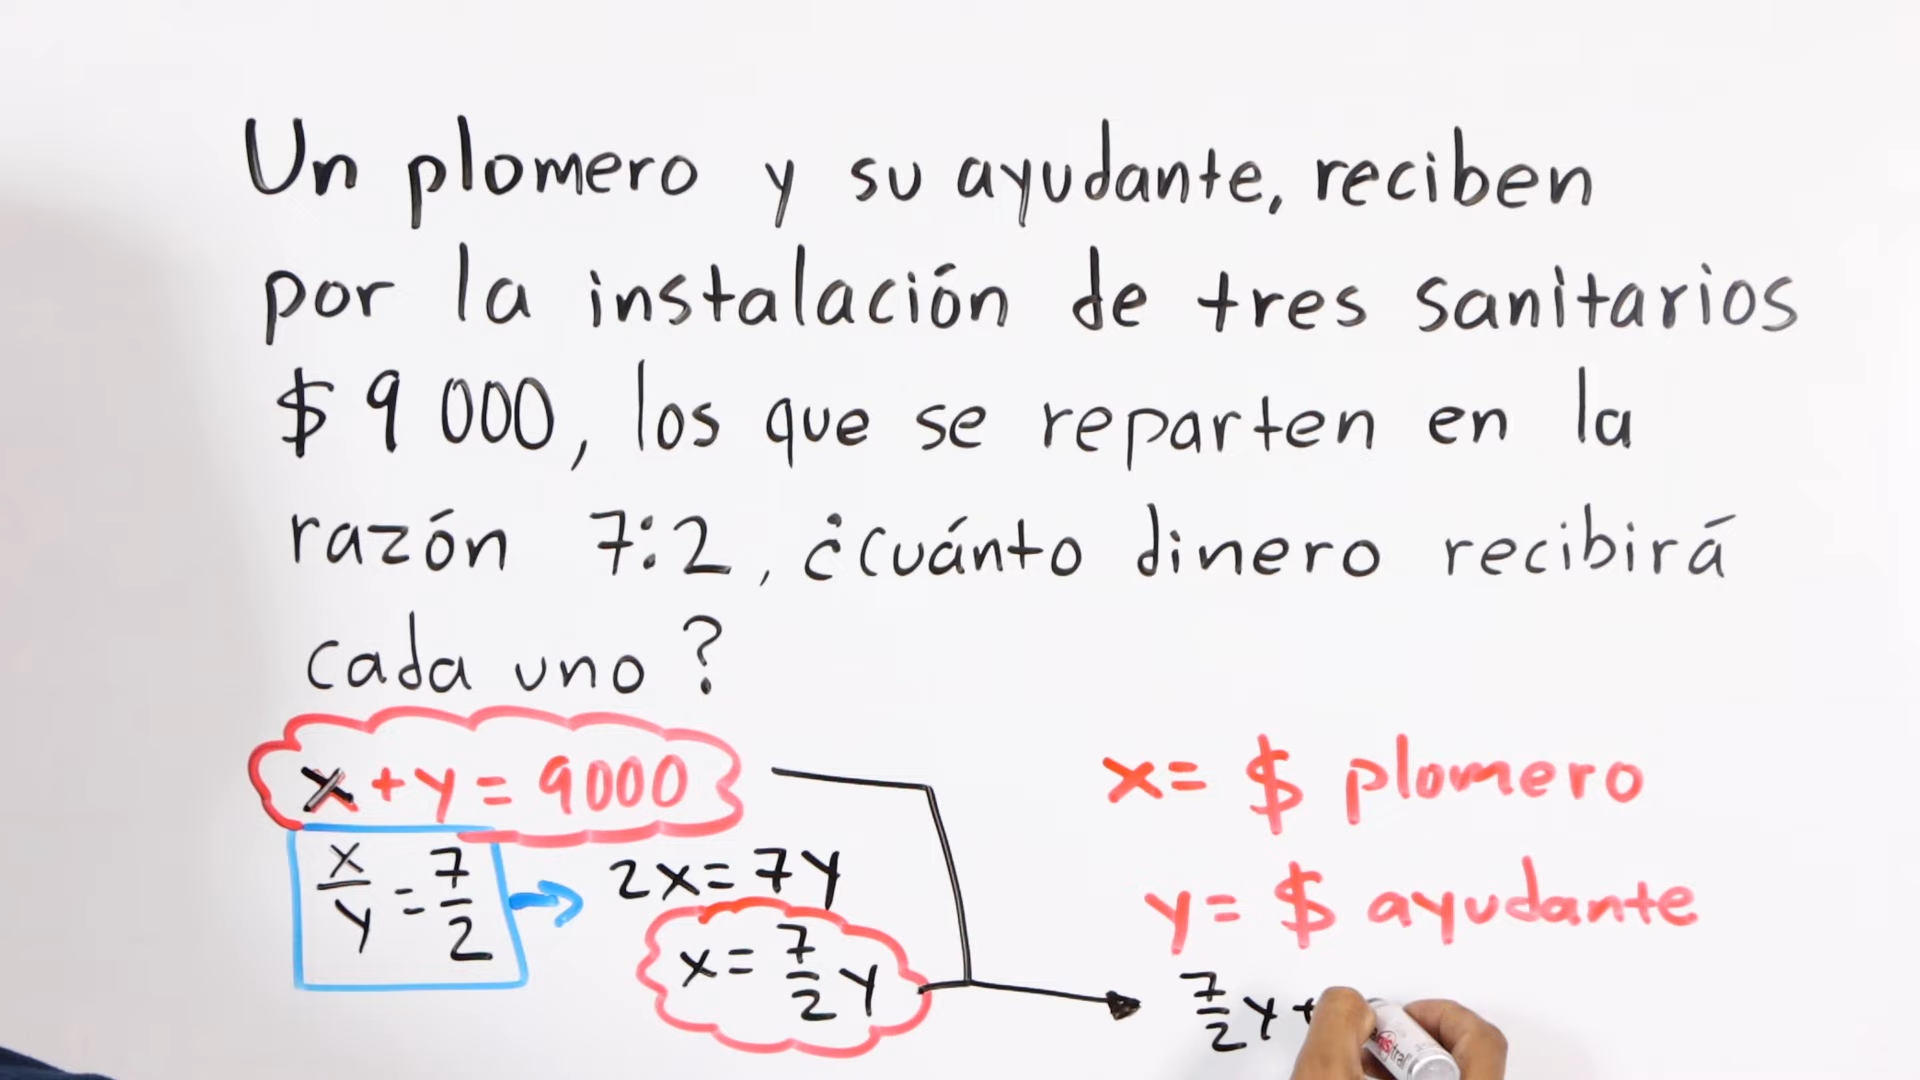 Un plomero y su ayudante, reciben
por la instalación de tres sanitarios
$ 9 000, los que se reparten en la
razón 7:2, ¿cuánto dinero recibirá
cada uno?
x + y = 9000
x/y = 7/2
2x = 7y
x = 7/2 y
x = $ plomero
y = $ ayudante
7/2 y +